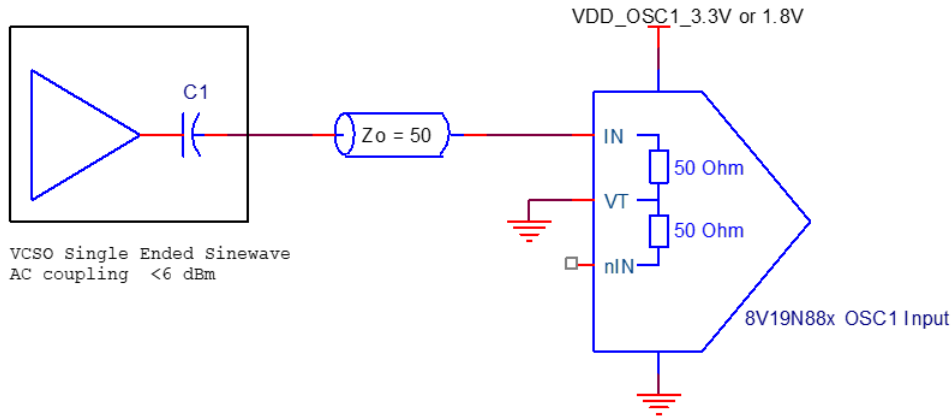 VDD_OSC1_3.3V or 1.8V
C1
Zo = 50
IN
50 Ohm
VT
50 Ohm
nIN
VCSO Single Ended Sinewave
AC coupling <6 dBm
8V19N88x OSC1 Input